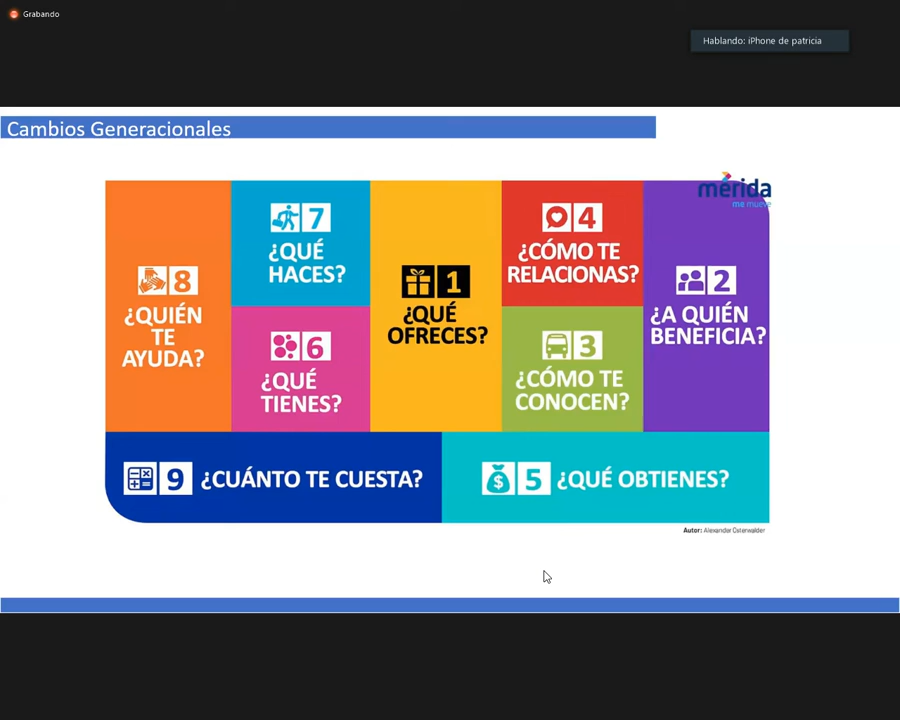 Grabando
Hablando: iPhone de patricia
Cambios Generacionales
mérida
me mueve
8
¿QUIÉN
TE
AYUDA?
7
¿QUÉ
HACES?
6
¿QUÉ
TIENES?
1
¿QUÉ
OFRECES?
4
¿CÓMO TE
RELACIONAS?
3
¿CÓMO TE
CONOCEN?
2
¿A QUIÉN
BENEFICIA?
9 ¿CUÁNTO TE CUESTA?
$ 5 ¿QUÉ OBTIENES?
Autor: Alexander Osterwalder